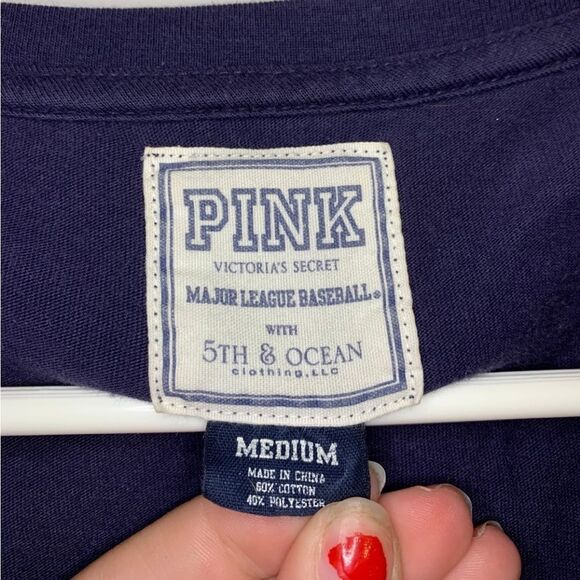 PINK
VICTORIA'S SECRET
MAJOR LEAGUE BASEBALL®
WITH
5TH & OCEAN
clothing, LLC
MEDIUM
MADE IN CHINA
60% COTTON
40% POLYESTER